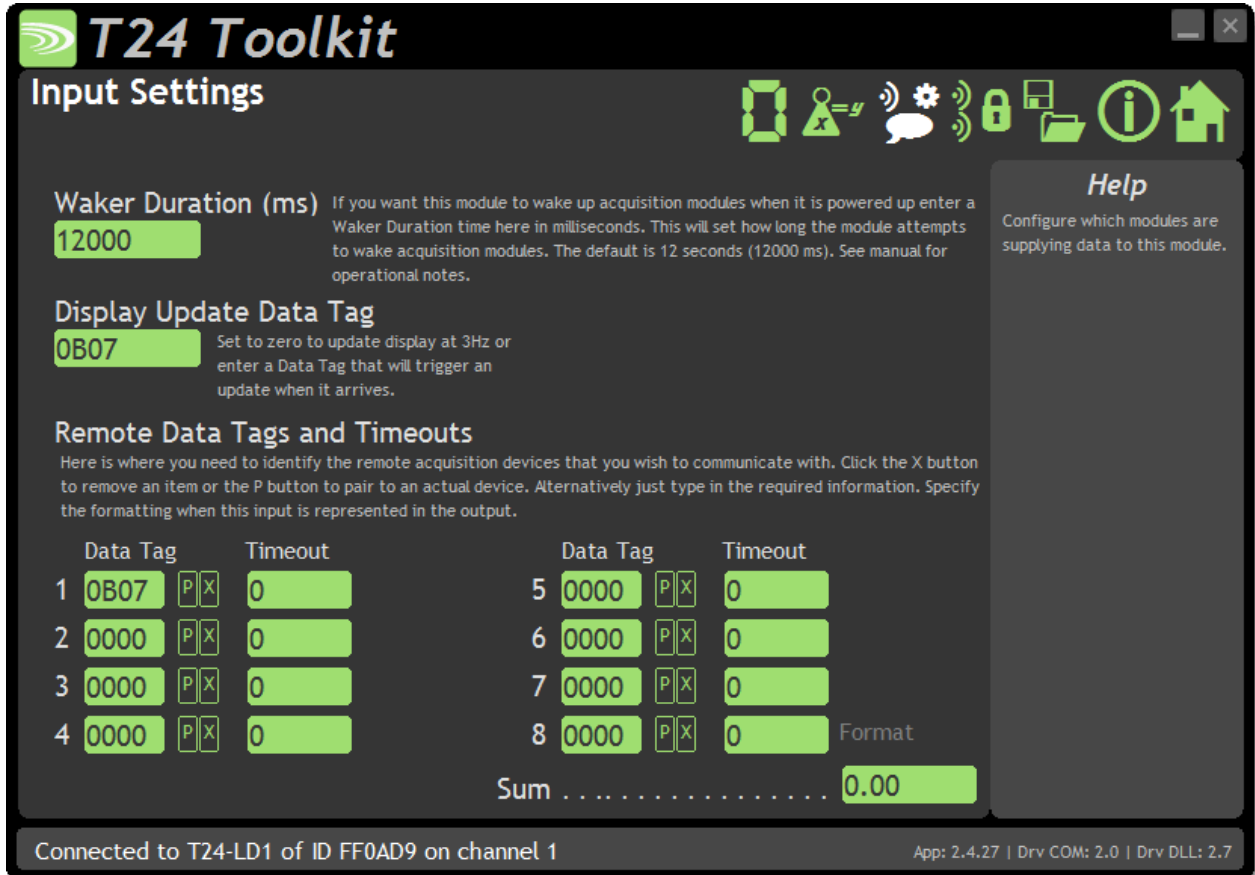 T24 Toolkit
Input Settings
x=y
Waker Duration (ms)
12000
If you want this module to wake up acquisition modules when it is powered up enter a
Waker Duration time here in milliseconds. This will set how long the module attempts
to wake acquisition modules. The default is 12 seconds (12000 ms). See manual for
operational notes.
Display Update Data Tag
0B07
Set to zero to update display at 3Hz or
enter a Data Tag that will trigger an
update when it arrives.
Remote Data Tags and Timeouts
Here is where you need to identify the remote acquisition devices that you wish to communicate with. Click the X button
to remove an item or the P button to pair to an actual device. Alternatively just type in the required information. Specify
the formatting when this input is represented in the output.
Data Tag Timeout Data Tag Timeout
1 0B07 P X 0 5 0000 P X 0
2 0000 P X 0 6 0000 P X 0
3 0000 P X 0 7 0000 P X 0
4 0000 P X 0 8 0000 P X 0 Format
Sum . . .. . . . . . . . . . . . . . . 0.00
Help
Configure which modules are
supplying data to this module.
Connected to T24-LD1 of ID FF0AD9 on channel 1
App: 2.4.27 | Drv COM: 2.0 | Drv DLL: 2.7